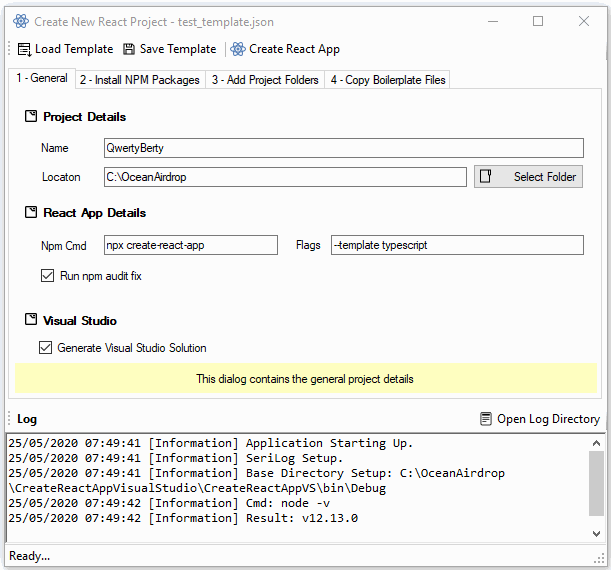 Create New React Project - test_template.json
Load Template Save Template Create React App
1 - General 2 - Install NPM Packages 3 - Add Project Folders 4 - Copy Boilerplate Files
Project Details
Name QwertyBerty
Locaton C:\OceanAirdrop Select Folder
React App Details
Npm Cmd npx create-react-app Flags --template typescript
Run npm audit fix
Visual Studio
Generate Visual Studio Solution
This dialog contains the general project details
Log Open Log Directory
25/05/2020 07:49:41 [Information] Application Starting Up.
25/05/2020 07:49:41 [Information] SeriLog Setup.
25/05/2020 07:49:41 [Information] Base Directory Setup: C:\OceanAirdrop
\CreateReactAppVisualStudio\CreateReactAppVS\bin\Debug
25/05/2020 07:49:42 [Information] Cmd: node -v
25/05/2020 07:49:42 [Information] Result: v12.13.0
Ready...